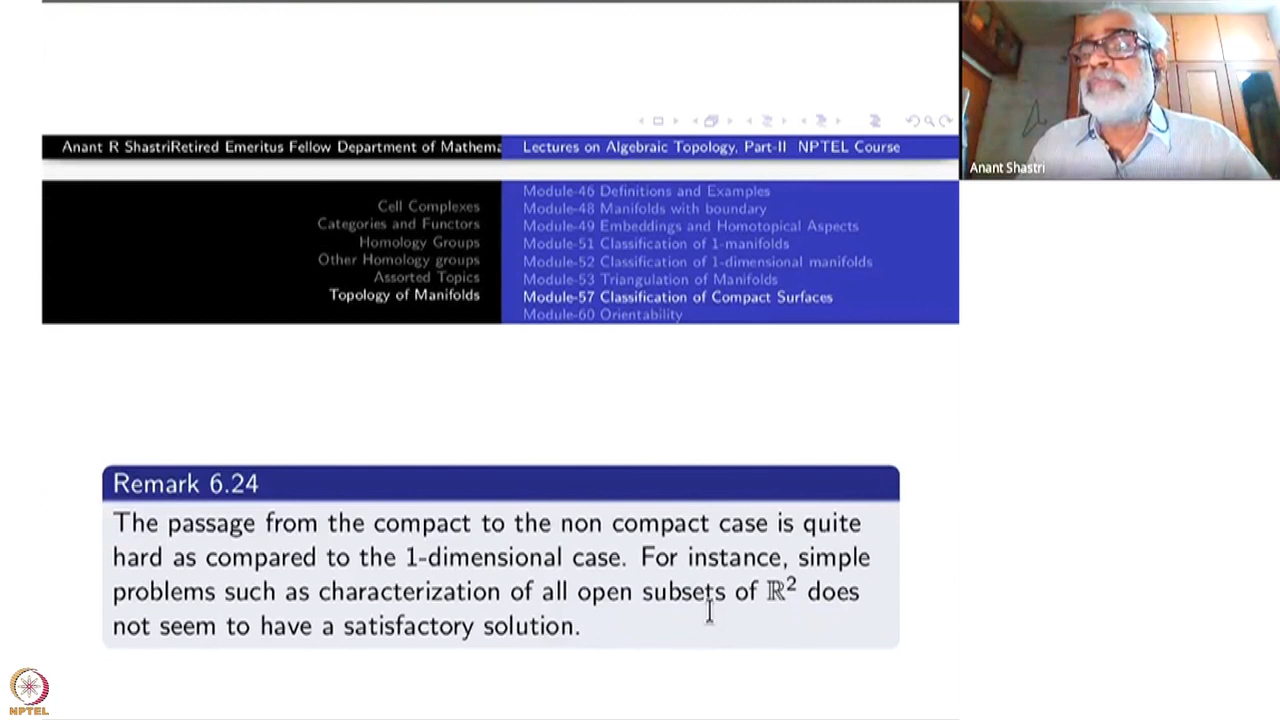 Anant R ShastriRetired Emeritus Fellow Department of Mathema
Lectures on Algebraic Topology, Part-II NPTEL Course
Cell Complexes
Categories and Functors
Homology Groups
Other Homology groups
Assorted Topics
Topology of Manifolds
Module-46 Definitions and Examples
Module-48 Manifolds with boundary
Module-49 Embeddings and Homotopical Aspects
Module-51 Classification of 1-manifolds
Module-52 Classification of 1-dimensional manifolds
Module-53 Triangulation of Manifolds
Module-57 Classification of Compact Surfaces
Module-60 Orientability
Anant Shastri
Remark 6.24
The passage from the compact to the non compact case is quite
hard as compared to the 1-dimensional case. For instance, simple
problems such as characterization of all open subsets of ℝ² does
not seem to have a satisfactory solution.
NPTEL